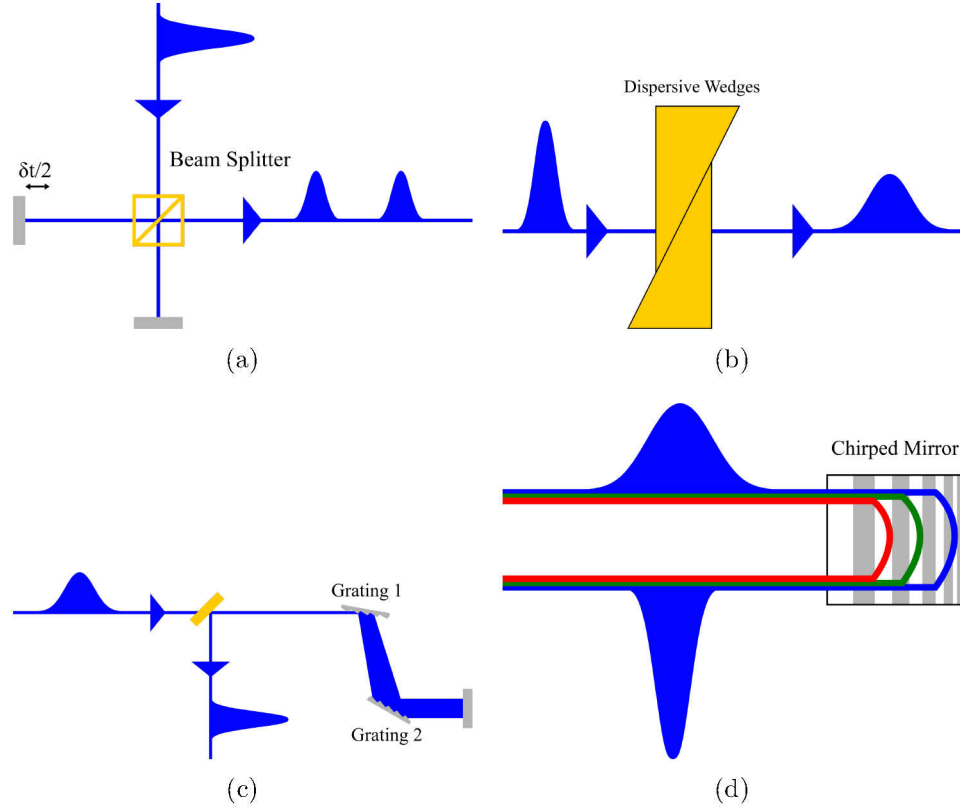 δt/2
Beam Splitter
(a)
Dispersive Wedges
(b)
Grating 1
Grating 2
(c)
Chirped Mirror
(d)